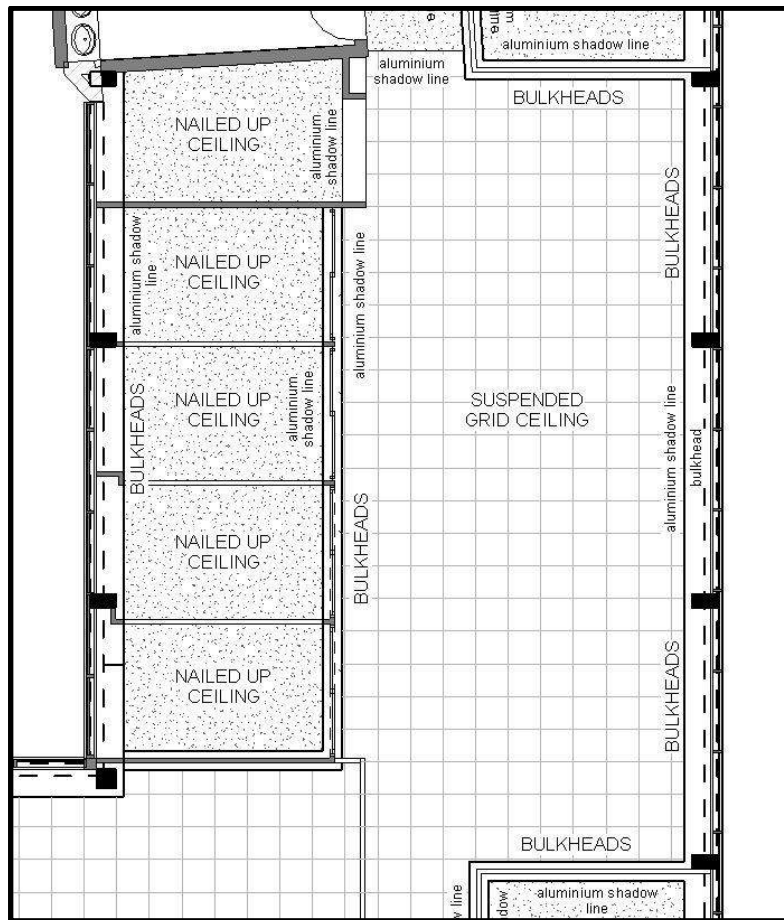 aluminium shadow line
aluminium
shadow line
BULKHEADS
NAILED UP
CEILING
aluminium
shadow line
BULKHEADS
NAILED UP
CEILING
aluminium shadow
line
aluminium shadow line
NAILED UP
CEILING
aluminium
shadow line
BULKHEADS
SUSPENDED
GRID CEILING
aluminium shadow line
bulkhead
NAILED UP
CEILING
BULKHEADS
NAILED UP
CEILING
BULKHEADS
BULKHEADS
aluminium shadow
line
line
shadow